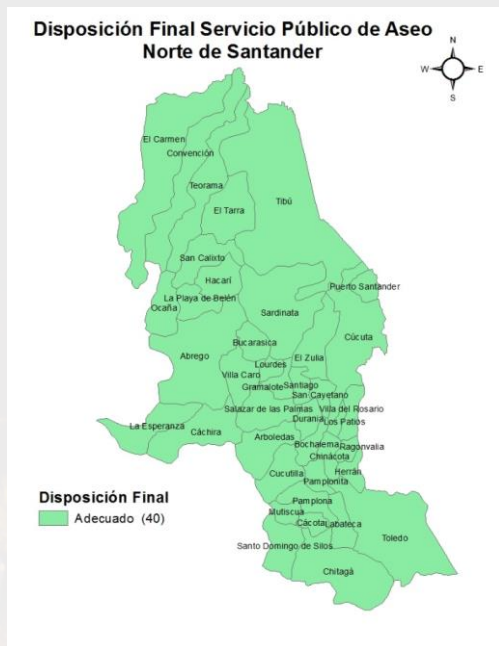 Disposición Final Servicio Público de Aseo
Norte de Santander
N
W E
S
El Carmen
Convención
Teorama
El Tarra
Tibú
San Calixto
Hacarí
La Playa de Belén
Ocaña
Puerto Santander
Sardinata
Cúcuta
Bucarasica
Abrego
El Zulia
Lourdes
Villa Caro
Gramalote
Santiago
San Cayetano
Salazar de las Palmas
Villa del Rosario
Durania
Los Patios
La Esperanza
Cáchira
Arboledas
Bochalema
Ragonvalia
Chinácota
Cucutilla
Herrán
Pamplonita
Disposición Final
Adecuado (40)
Pamplona
Mutiscua
Cácota
Labateca
Toledo
Santo Domingo de Silos
Chitagá